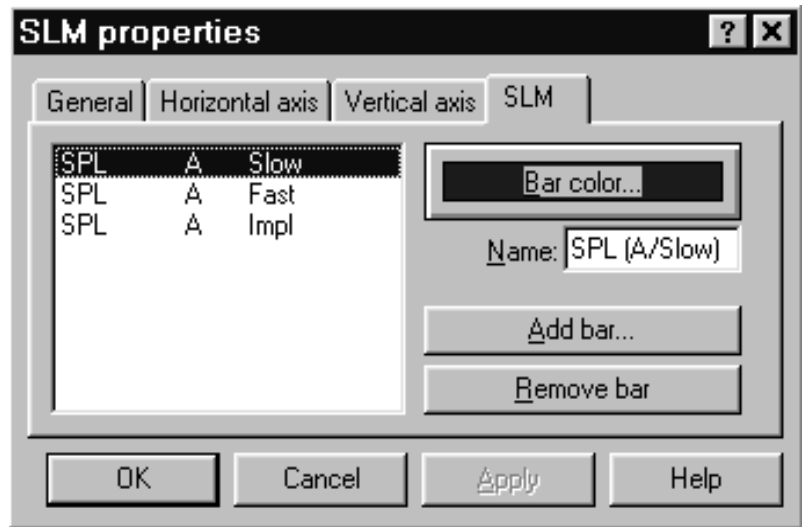 SLM properties ? ×
General Horizontal axis Vertical axis SLM
SPL A Slow
SPL A Fast
SPL A Impl
Bar color...
Name: SPL (A/Slow)
Add bar...
Remove bar
OK Cancel Apply Help